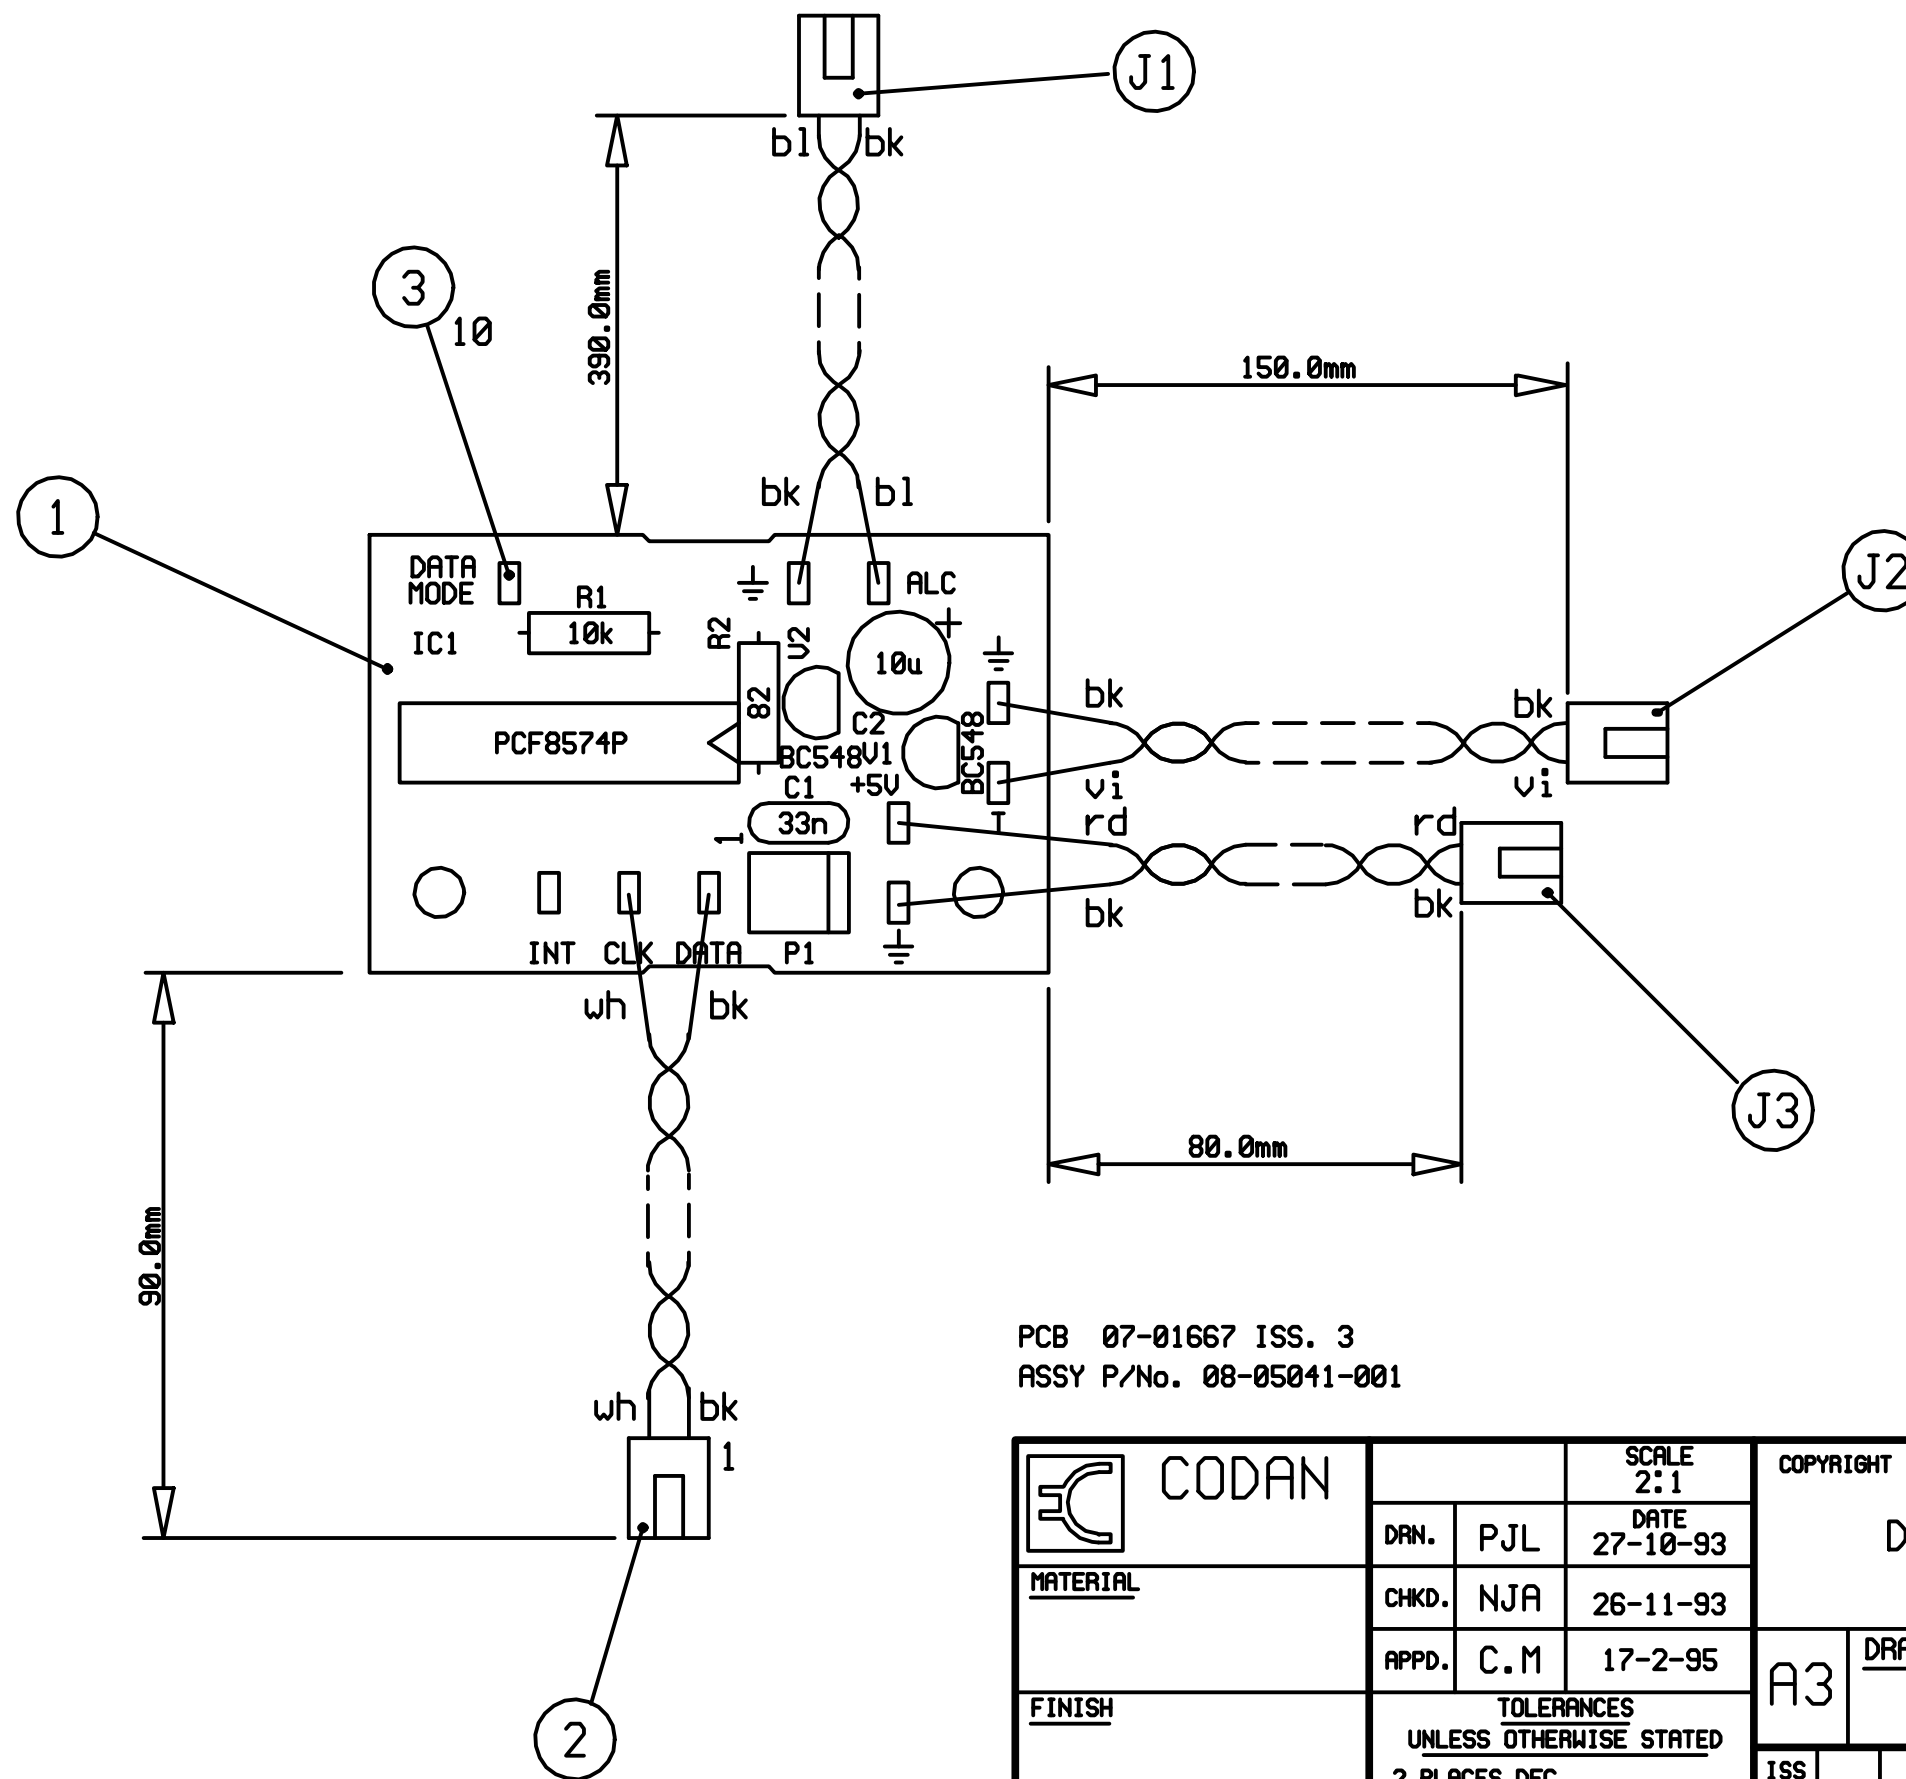 J1
bl bk
3
10
390.0mm
150.0mm
1
bk bl
J2
DATA
MODE
R1
ALC
IC1
10k
R2
V2
10u
82
bk
bk
PCF8574P
C2
BC548
V1
BC548
C1
+5V
vi
vi
33n
T
rd
rd
1
bk
bk
INT CLK DATA P1
wh bk
J3
80.0mm
90.0mm
PCB 07-01667 ISS. 3
ASSY P/No. 08-05041-001
wh bk
1
2
CODAN
SCALE
2:1
COPYRIGHT
DRN. PJL
DATE
27-10-93
D
MATERIAL
CHKD. NJA 26-11-93
APPD. C.M 17-2-95
A3
DRA
FINISH
TOLERANCES
UNLESS OTHERWISE STATED
2 PLACES DEC
ISS